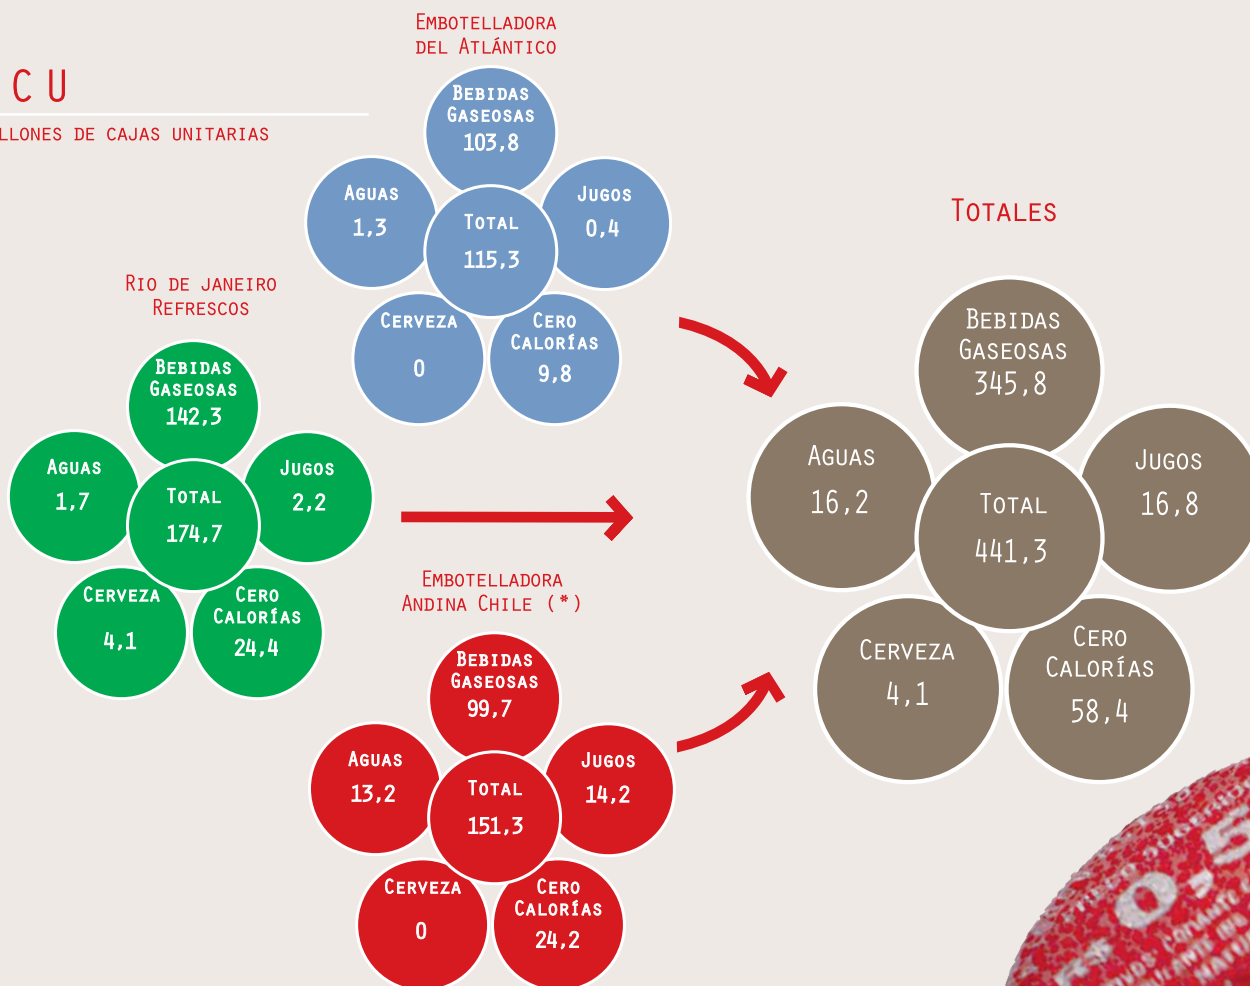 CU
LLONES DE CAJAS UNITARIAS
EMBOTELLADORA
DEL ATLÁNTICO
BEBIDAS
GASEOSAS
103,8
AGUAS
1,3
TOTAL
115,3
JUGOS
0,4
CERVEZA
0
CERO
CALORÍAS
9,8
RIO DE JANEIRO
REFRESCOS
BEBIDAS
GASEOSAS
142,3
AGUAS
1,7
TOTAL
174,7
JUGOS
2,2
CERVEZA
4,1
CERO
CALORÍAS
24,4
EMBOTELLADORA
ANDINA CHILE (*)
BEBIDAS
GASEOSAS
99,7
AGUAS
13,2
TOTAL
151,3
JUGOS
14,2
CERVEZA
0
CERO
CALORÍAS
24,2
TOTALES
BEBIDAS
GASEOSAS
345,8
AGUAS
16,2
TOTAL
441,3
JUGOS
16,8
CERVEZA
4,1
CERO
CALORÍAS
58,4